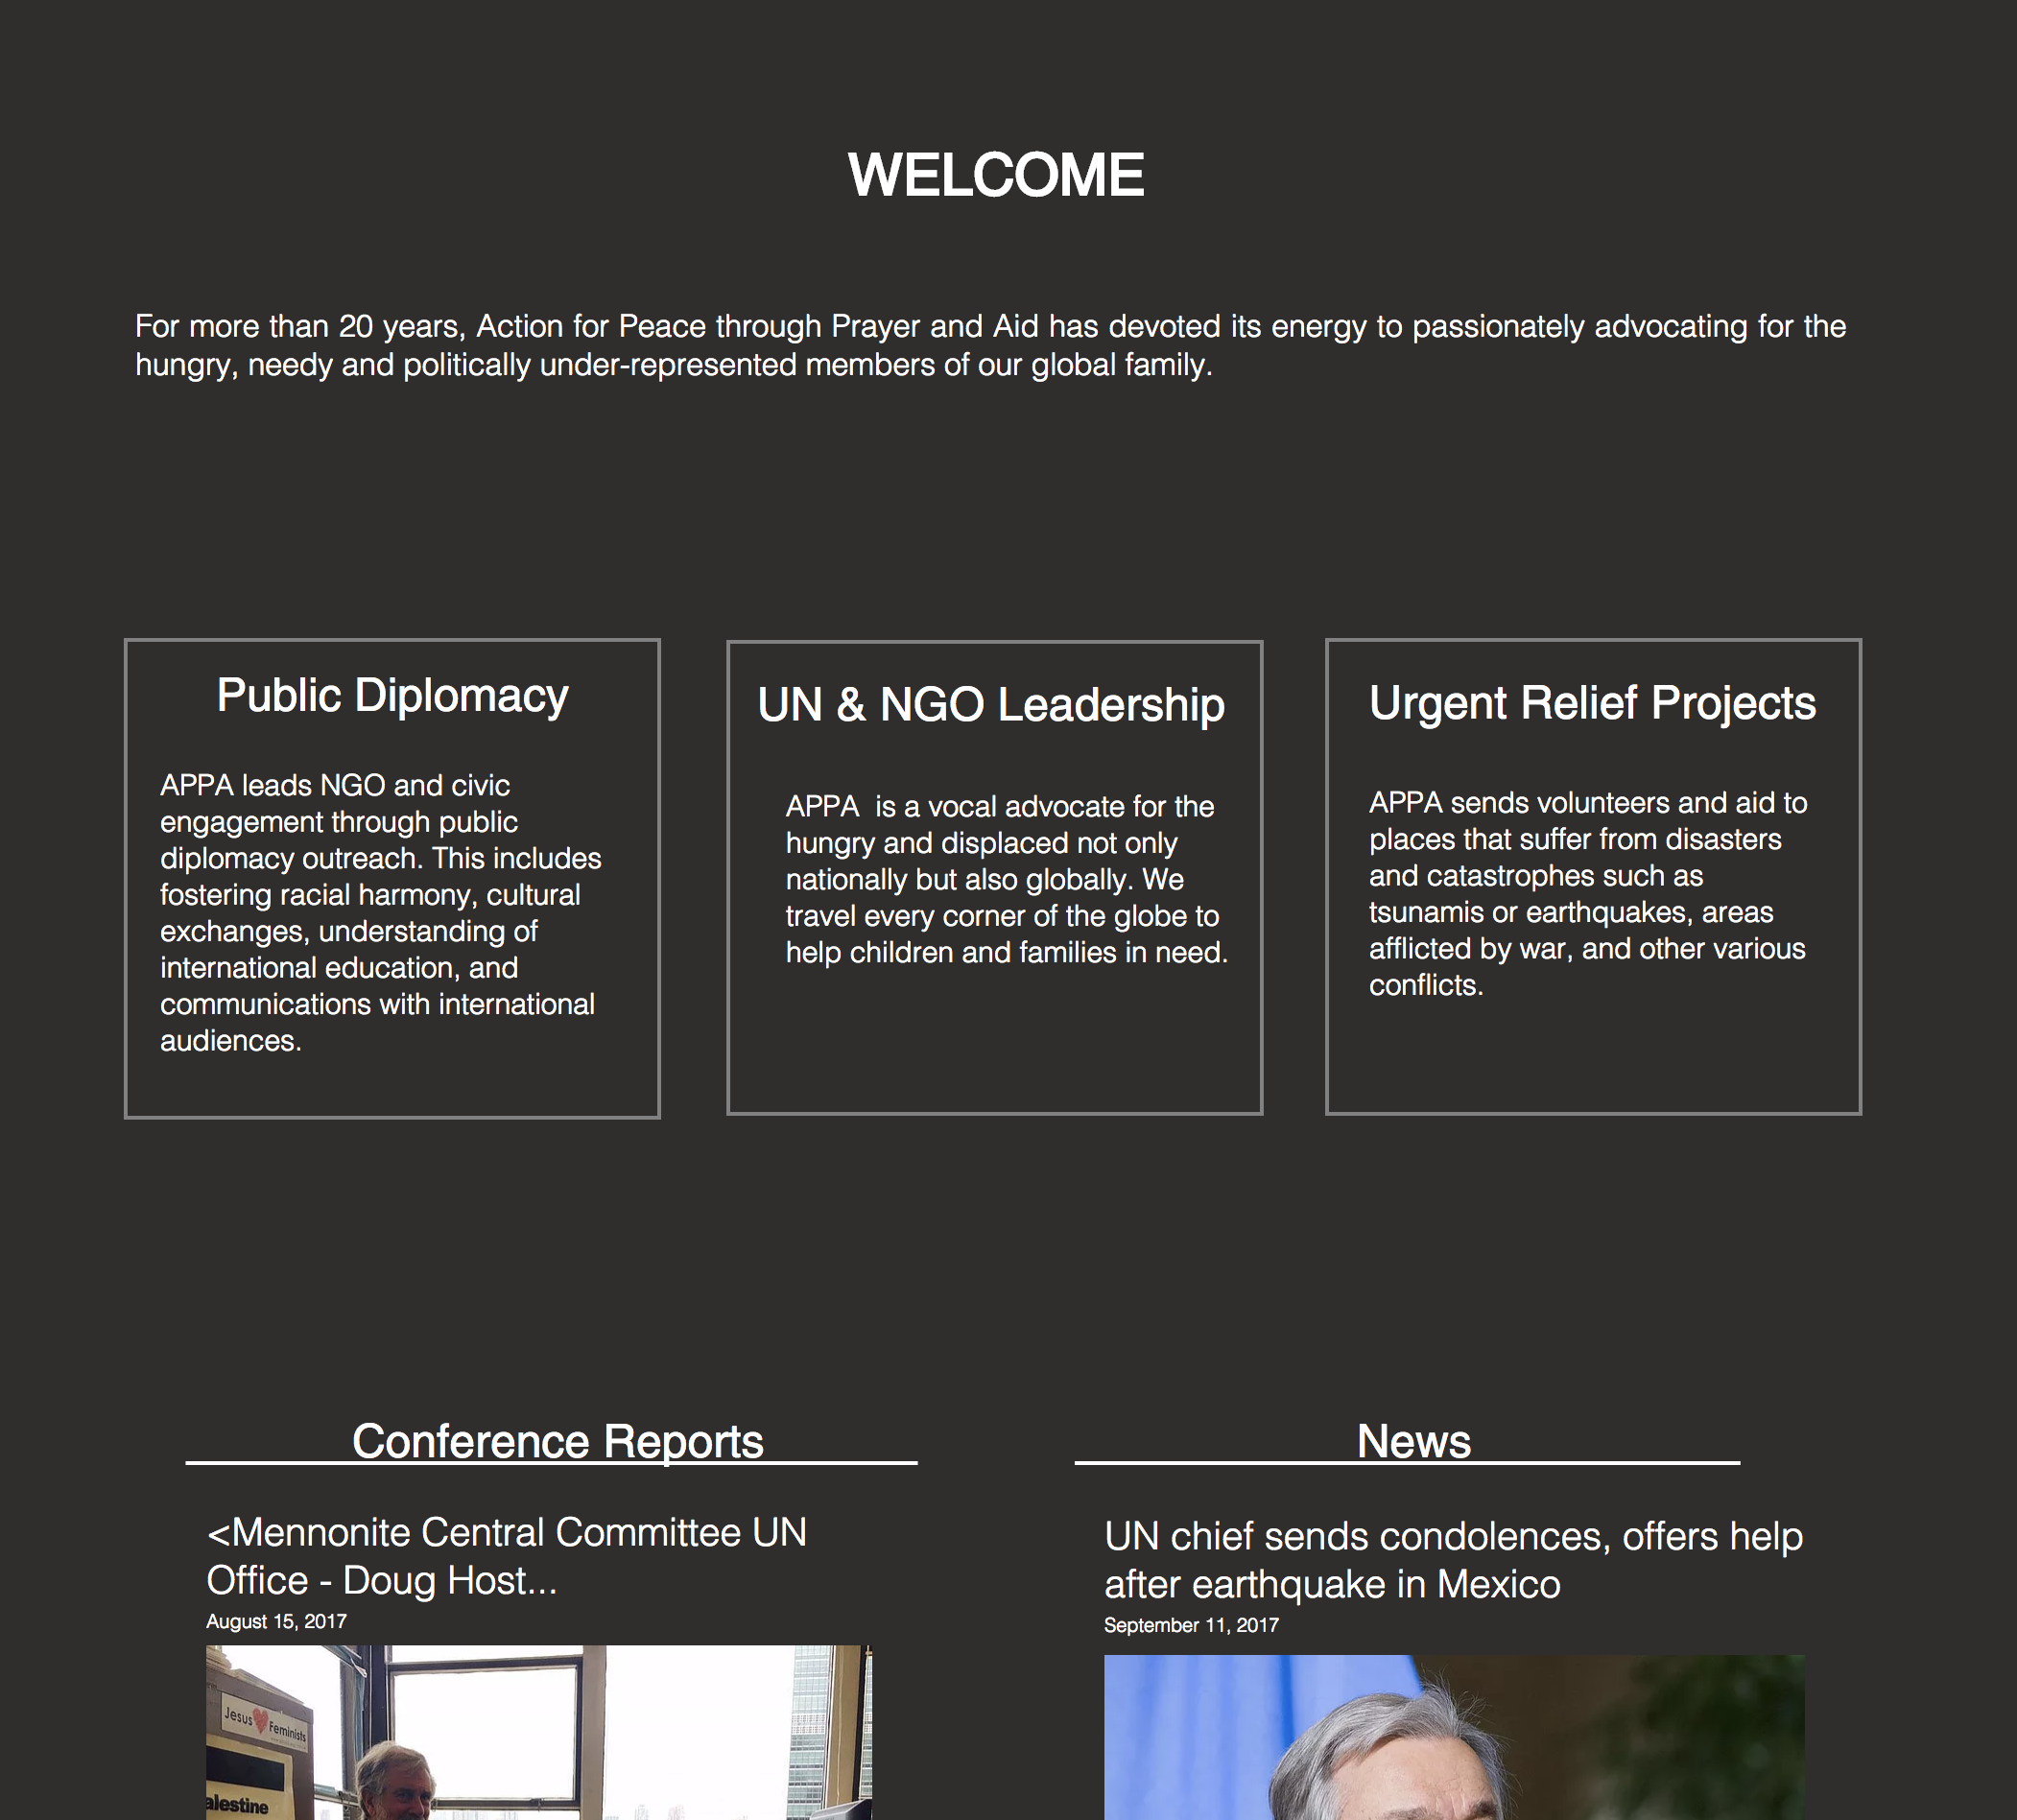 WELCOME
For more than 20 years, Action for Peace through Prayer and Aid has devoted its energy to passionately advocating for the
hungry, needy and politically under-represented members of our global family.
Public Diplomacy
APPA leads NGO and civic
engagement through public
diplomacy outreach. This includes
fostering racial harmony, cultural
exchanges, understanding of
international education, and
communications with international
audiences.
UN & NGO Leadership
APPA  is a vocal advocate for the
hungry and displaced not only
nationally but also globally. We
travel every corner of the globe to
help children and families in need.
Urgent Relief Projects
APPA sends volunteers and aid to
places that suffer from disasters
and catastrophes such as
tsunamis or earthquakes, areas
afflicted by war, and other various
conflicts.
Conference Reports
<Mennonite Central Committee UN
Office - Doug Host...
August 15, 2017
Jesus Feminists
alestine
News
UN chief sends condolences, offers help
after earthquake in Mexico
September 11, 2017